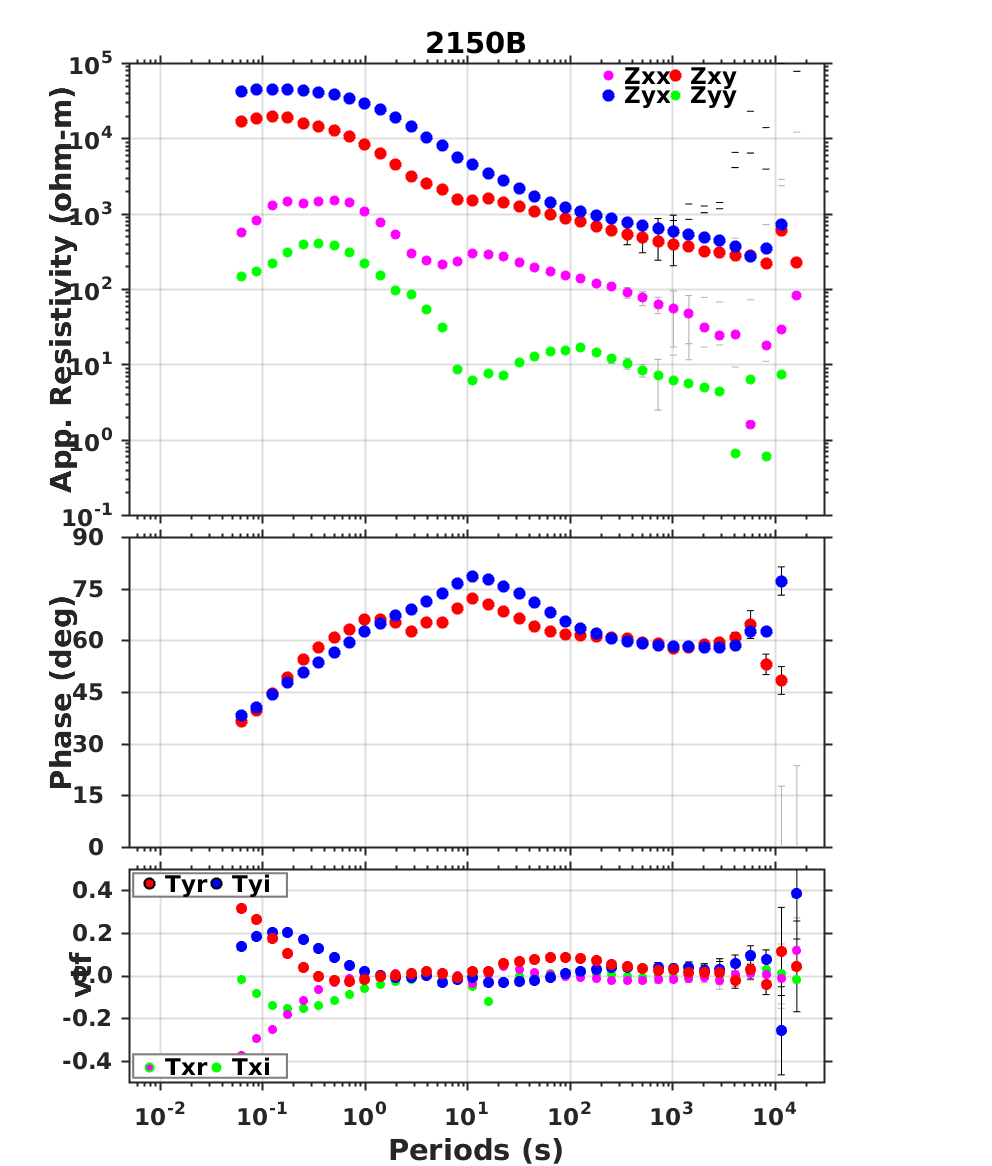 2150B
App. Resistivity (ohm-m)
10^5
10^4
10^3
10^2
10^1
10^0
10^-1
Zxx Zxy
Zyx Zyy
Phase (deg)
90
75
60
45
30
15
0
vtf
0.4
0.2
0.0
-0.2
-0.4
Tyr Tyi
Txr Txi
10^-2 10^-1 10^0 10^1 10^2 10^3 10^4
Periods (s)